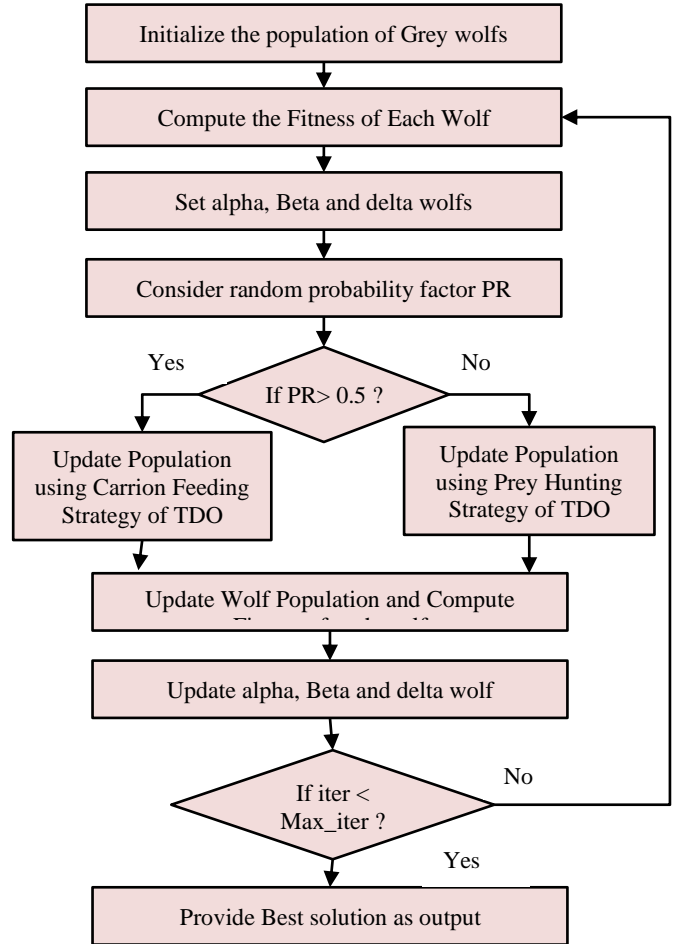 Initialize the population of Grey wolfs
Compute the Fitness of Each Wolf
Set alpha, Beta and delta wolfs
Consider random probability factor PR
Yes
No
If PR> 0.5 ?
Update Population
using Carrion Feeding
Strategy of TDO
Update Population
using Prey Hunting
Strategy of TDO
Update Wolf Population and Compute
Update alpha, Beta and delta wolf
No
If iter <
Max_iter ?
Yes
Provide Best solution as output